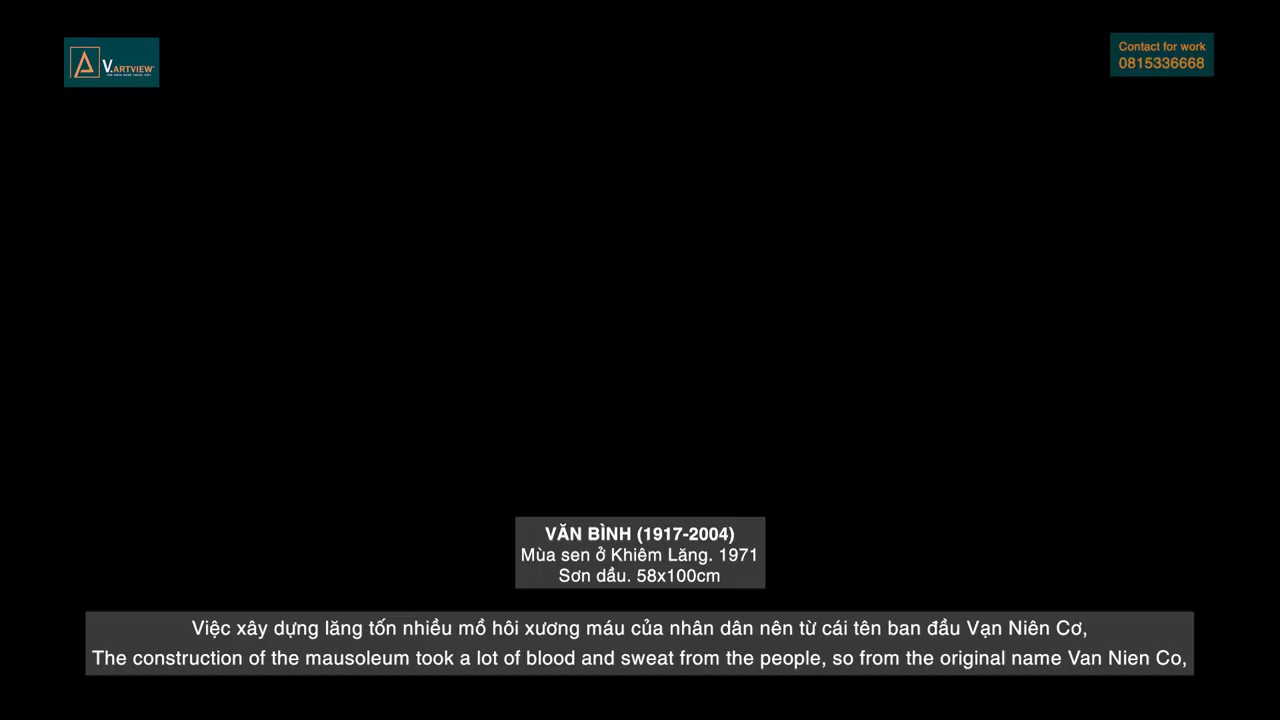 V.ARTVIEW
Contact for work
0815336668
VĂN BÌNH (1917-2004)
Mùa sen ở Khiêm Lăng. 1971
Sơn dầu. 58x100cm
Việc xây dựng lăng tốn nhiều mồ hôi xương máu của nhân dân nên từ cái tên ban đầu Vạn Niên Cơ,
The construction of the mausoleum took a lot of blood and sweat from the people, so from the original name Van Nien Co,